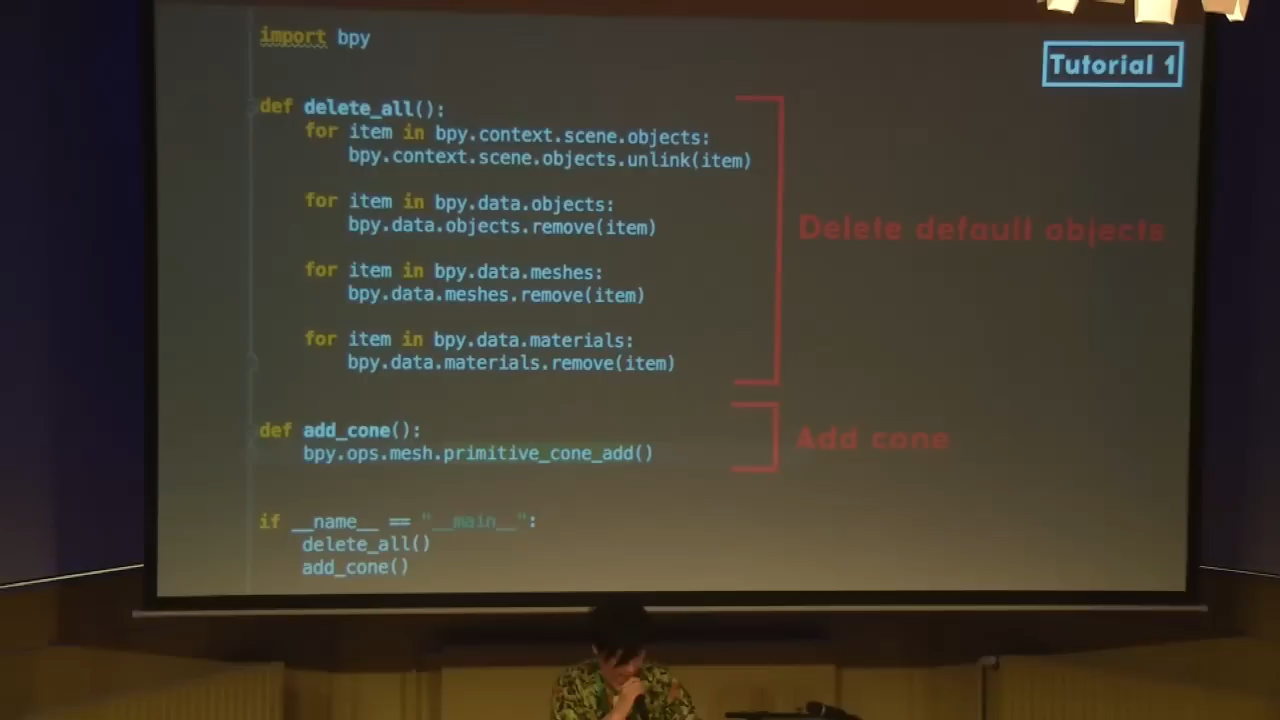 import bpy
Tutorial 1
def delete_all():
for item in bpy.context.scene.objects:
bpy.context.scene.objects.unlink(item)
for item in bpy.data.objects:
bpy.data.objects.remove(item)
for item in bpy.data.meshes:
bpy.data.meshes.remove(item)
for item in bpy.data.materials:
bpy.data.materials.remove(item)
Delete default objects
def add_cone():
bpy.ops.mesh.primitive_cone_add()
Add cone
if __name__ == "__main__":
delete_all()
add_cone()